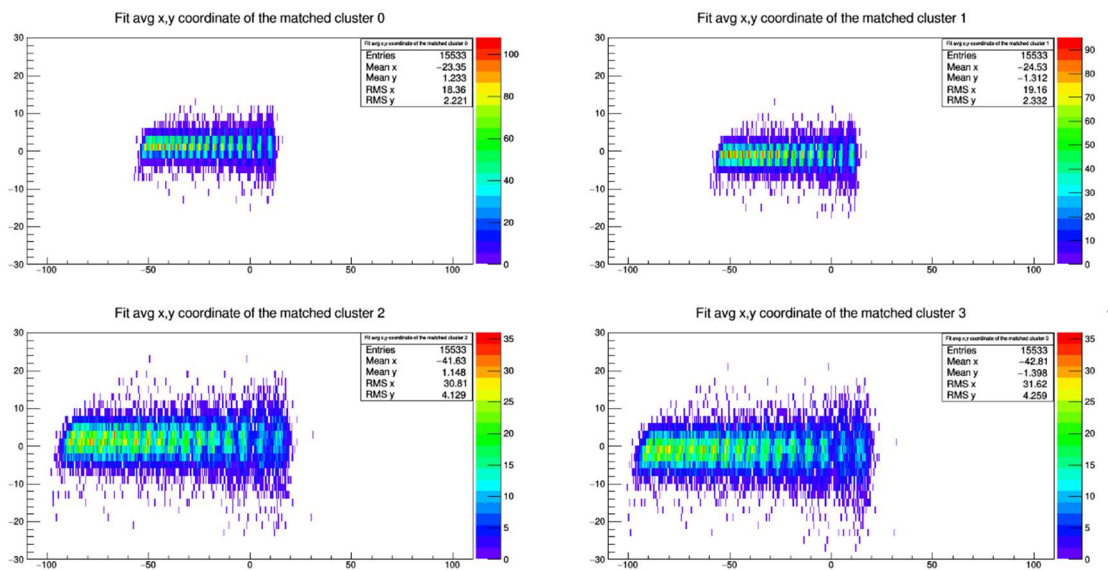 Fit avg x,y coordinate of the matched cluster 0
Fit avg x,y coordinate of the matched cluster 0
Entries 15533
Mean x −23.35
Mean y 1.233
RMS x 18.36
RMS y 2.221
30
20
10
0
−10
−20
−30
−100 −50 0 50 100
100
80
60
40
20
0
Fit avg x,y coordinate of the matched cluster 1
Fit avg x,y coordinate of the matched cluster 1
Entries 15533
Mean x −24.53
Mean y −1.312
RMS x 19.16
RMS y 2.332
30
20
10
0
−10
−20
−30
−100 −50 0 50 100
90
80
70
60
50
40
30
20
10
0
Fit avg x,y coordinate of the matched cluster 2
Fit avg x,y coordinate of the matched cluster 2
Entries 15533
Mean x −41.63
Mean y 1.148
RMS x 30.81
RMS y 4.129
30
20
10
0
−10
−20
−30
−100 −50 0 50 100
35
30
25
20
15
10
5
0
Fit avg x,y coordinate of the matched cluster 3
Fit avg x,y coordinate of the matched cluster 3
Entries 15533
Mean x −42.81
Mean y −1.398
RMS x 31.62
RMS y 4.259
30
20
10
0
−10
−20
−30
−100 −50 0 50 100
35
30
25
20
15
10
5
0